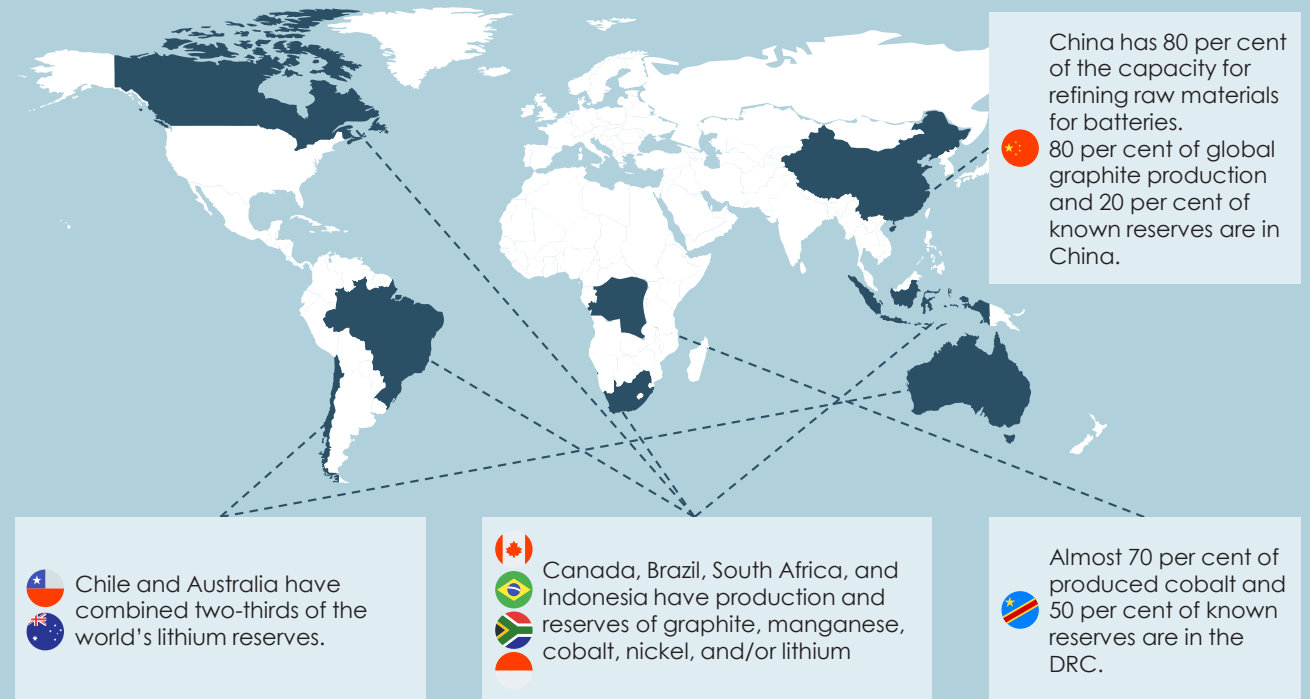 China has 80 per cent
of the capacity for
refining raw materials
for batteries.
80 per cent of global
graphite production
and 20 per cent of
known reserves are in
China.
Chile and Australia have
combined two-thirds of the
world's lithium reserves.
Canada, Brazil, South Africa, and
Indonesia have production and
reserves of graphite, manganese,
cobalt, nickel, and/or lithium
Almost 70 per cent of
produced cobalt and
50 per cent of known
reserves are in the
DRC.